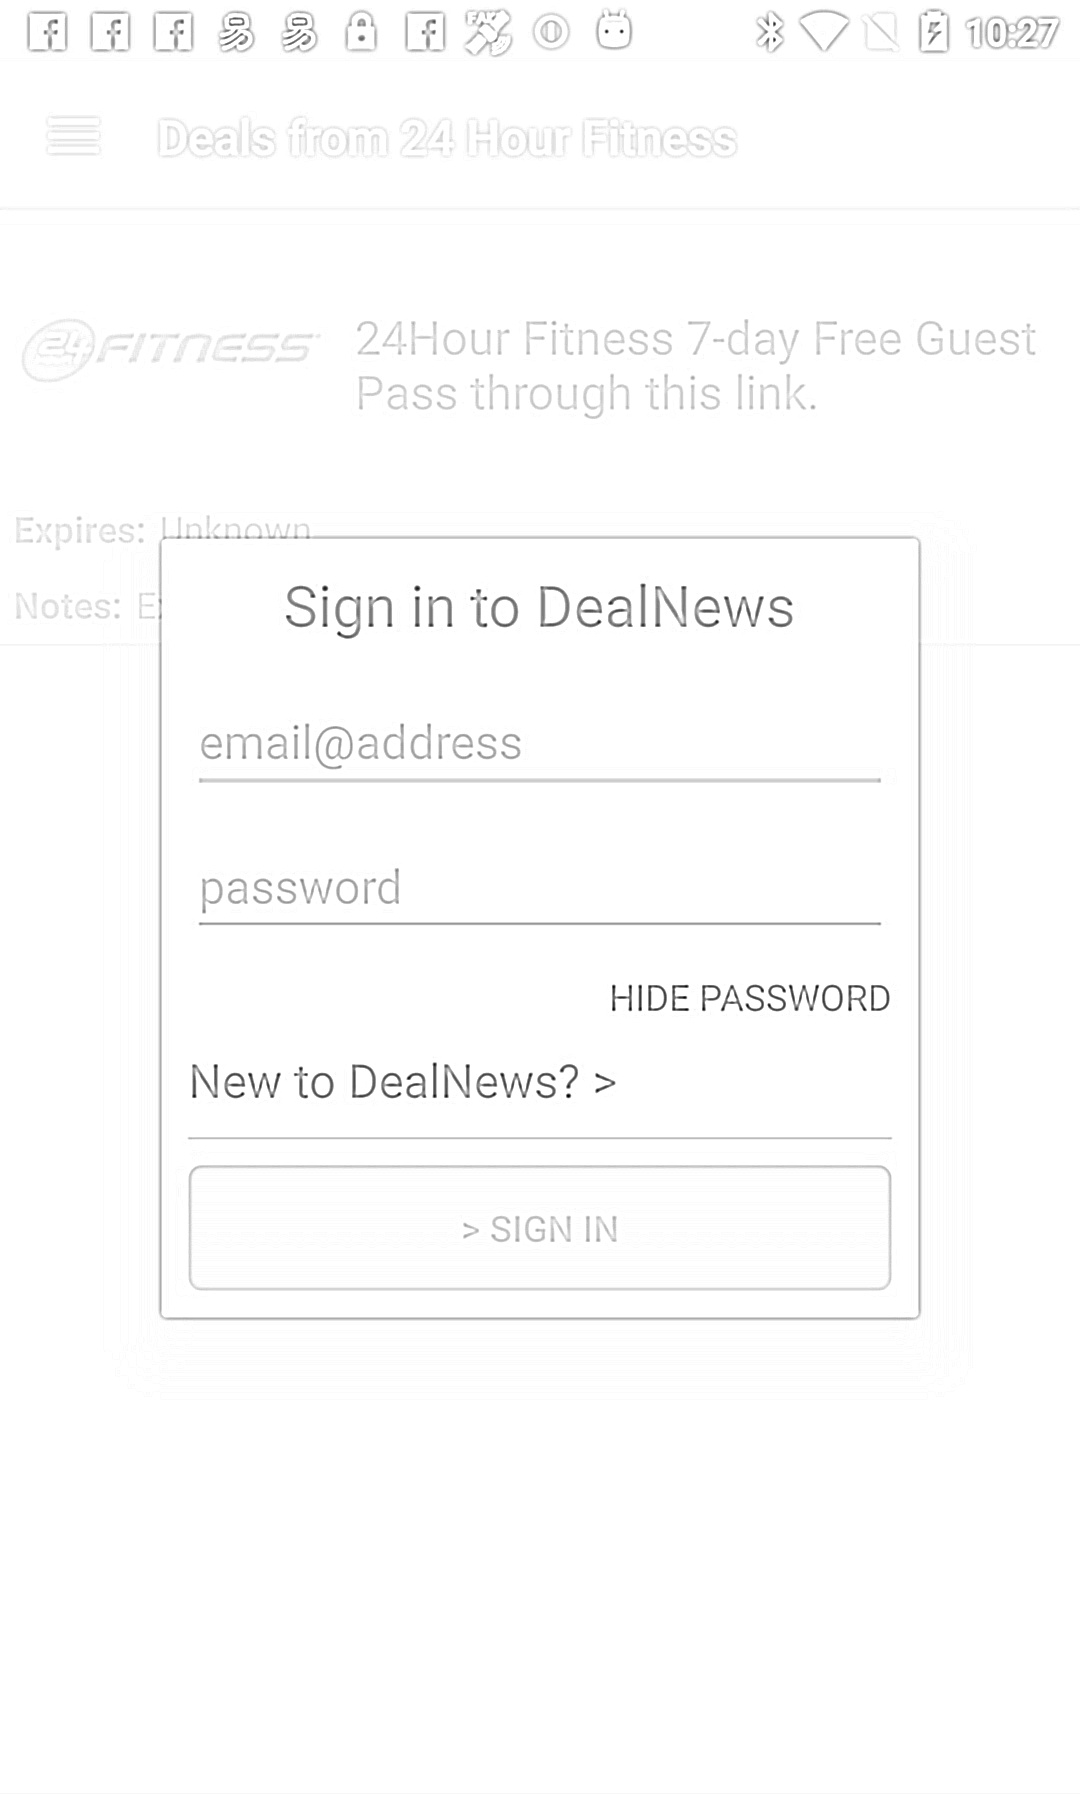 10:27
Deals from 24 Hour Fitness
24 FITNESS
24Hour Fitness 7-day Free Guest
Pass through this link.
Expires: Unknown
Notes:
Sign in to DealNews
email@address
password
HIDE PASSWORD
New to DealNews? >
> SIGN IN